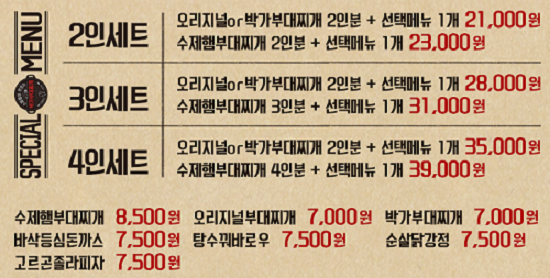 SPECIAL MENU
2인세트
오리지널or박가부대찌개 2인분 + 선택메뉴 1개 21,000원
수제햄부대찌개 2인분 + 선택메뉴 1개 23,000원
3인세트
오리지널or박가부대찌개 2인분 + 선택메뉴 1개 28,000원
수제햄부대찌개 3인분 + 선택메뉴 1개 31,000원
4인세트
오리지널or박가부대찌개 2인분 + 선택메뉴 1개 35,000원
수제햄부대찌개 4인분 + 선택메뉴 1개 39,000원
수제햄부대찌개 8,500원 오리지널부대찌개 7,000원 박가부대찌개 7,000원
바삭등심돈까스 7,500원 탕수꿔바로우 7,500원 순살닭강정 7,500원
고르곤졸라피자 7,500원